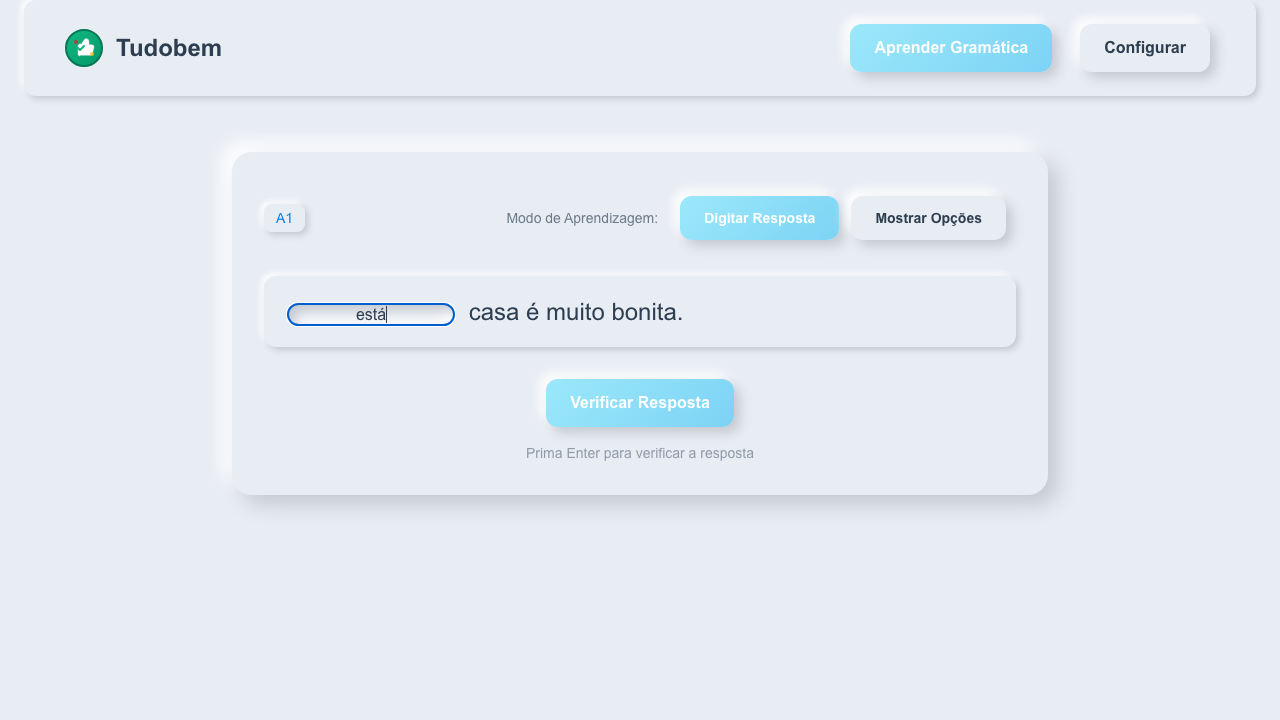 Tudobem
Aprender Gramática
Configurar
A1
Modo de Aprendizagem:
Digitar Resposta
Mostrar Opções
está casa é muito bonita.
Verificar Resposta
Prima Enter para verificar a resposta